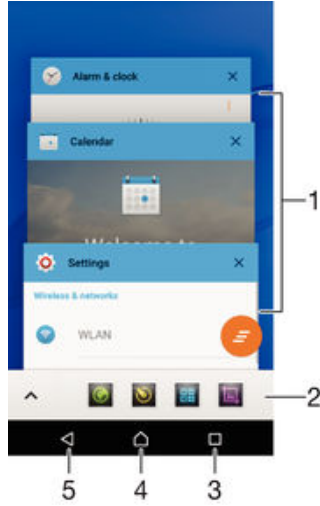 Alarm & clock
Calendar
Welcome to
Settings
Wireless & networks
WLAN
1
2
5 4 3